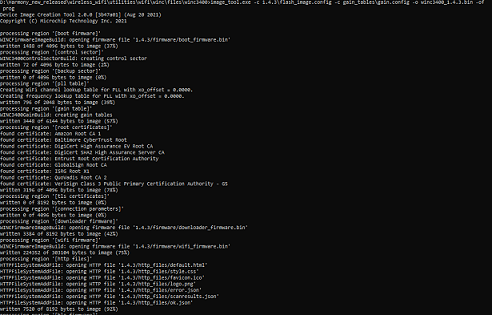 D:\harmony_new_released\wireless_wifi\utilities\wifi\winc\files\winc3400>image_tool.exe -x 1.4.3\flash_image.config -c gain_tables\gain.config -o winc3400_1.4.3.bin -of
prog
Device Image Creation Tool 2.0.0 [3b47a01] (Aug 20 2021)
Copyright (C) Microchip Technology Inc. 2021
processing region '[boot firmware]'
WINCFirmwareImageBuild: opening firmware file '1.4.3/firmware/boot_firmware.bin'
written 1488 of 4096 bytes to image (37%)
processing region '[control sector]'
WINC3400ControlSectorBuild: creating control sector
written 72 of 4096 bytes to image (2%)
processing region '[backup sector]'
written 0 of 4096 bytes to image (0%)
processing region '[pll table]'
Creating WiFi channel lookup table for PLL with xo_offset = 0.0000.
Creating frequency lookup table for PLL with xo_offset = 0.0000.
written 796 of 2048 bytes to image (39%)
processing region '[gain table]'
WINC3400GainBuild: creating gain tables
written 3448 of 6144 bytes to image (57%)
processing region '[root certificates]'
found certificate: Amazon Root CA 1
found certificate: Baltimore CyberTrust Root
found certificate: DigiCert High Assurance EV Root CA
found certificate: DigiCert SHA2 High Assurance Server CA
found certificate: Entrust Root Certification Authority
found certificate: GlobalSign Root CA
found certificate: ISRG Root X1
found certificate: QuoVadis Root CA 2
found certificate: VeriSign Class 3 Public Primary Certification Authority - G5
written 3196 of 4096 bytes to image (78%)
processing region '[tls certificates]'
written 0 of 8192 bytes to image (0%)
processing region '[connection parameters]'
written 0 of 4096 bytes to image (0%)
processing region '[downloader firmware]'
WINCFirmwareImageBuild: opening firmware file '1.4.3/firmware/downloader_firmware.bin'
written 3384 of 8192 bytes to image (42%)
processing region '[wifi firmware]'
WINCFirmwareImageBuild: opening firmware file '1.4.3/firmware/wifi_firmware.bin'
processing region '[http files]'
HTTPFileSystemAddFile: opening HTTP file '1.4.3/http_files/default.html'
HTTPFileSystemAddFile: opening HTTP file '1.4.3/http_files/style.css'
HTTPFileSystemAddFile: opening HTTP file '1.4.3/http_files/favicon.ico'
HTTPFileSystemAddFile: opening HTTP file '1.4.3/http_files/logo.png'
HTTPFileSystemAddFile: opening HTTP file '1.4.3/http_files/error.json'
HTTPFileSystemAddFile: opening HTTP file '1.4.3/http_files/scanresults.json'
HTTPFileSystemAddFile: opening HTTP file '1.4.3/http_files/ok.json'
written 7520 of 8192 bytes to image (92%)